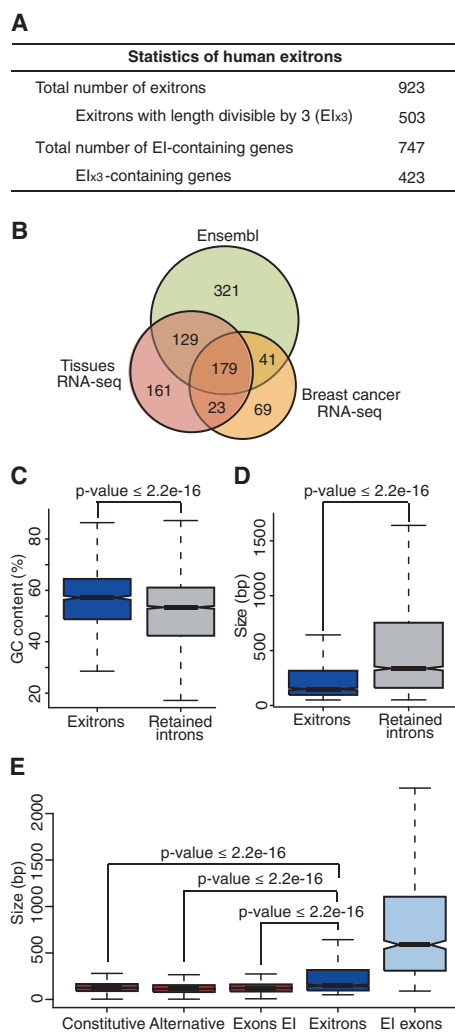 A
Statistics of human exitrons
Total number of exitrons 923
Exitrons with length divisible by 3 (EIx3) 503
Total number of EI-containing genes 747
EIx3-containing genes 423
B
Ensembl
321
129
179
41
Tissues
RNA-seq
161
23
69
Breast cancer
RNA-seq
C
p-value ≤ 2.2e-16
GC content (%)
80
60
40
20
Exitrons
Retained
introns
D
p-value ≤ 2.2e-16
Size (bp)
1500
1000
500
0
Exitrons
Retained
introns
E
Size (bp)
2000
1500
1000
500
0
p-value ≤ 2.2e-16
p-value ≤ 2.2e-16
p-value ≤ 2.2e-16
Constitutive Alternative Exons EI Exitrons EI exons